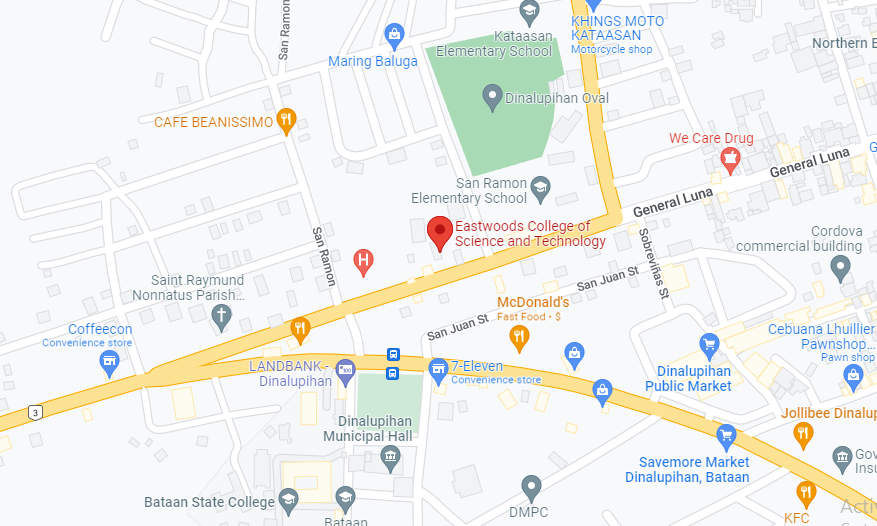 San Ramon
Kataasan
Elementary School
KHINGS MOTO
KATAASAN
Motorcycle shop
Northern B
Maring Baluga
Dinalupihan Oval
CAFE BEANISSIMO
We Care Drug
General Luna
G
San Ramon
Elementary School
General Luna
Eastwoods College of
Science and Technology
Sobreviñas St
Cordova
commercial building
San Ramon
H
Saint Raymund
Nonnatus Parish...
San Juan St
McDonald's
Fast Food • $
San Juan St
Coffeecon
Convenience store
Cebuana Lhuillier
Pawnshop...
Pawn shop
LANDBANK -
Dinalupihan
7-Eleven
Convenience store
Dinalupihan
Public Market
3
Jollibee Dinalup
Dinalupihan
Municipal Hall
Savemore Market
Dinalupihan, Bataan
Gov
Insu
Bataan State College
Bataan
DMPC
KFC
Activ